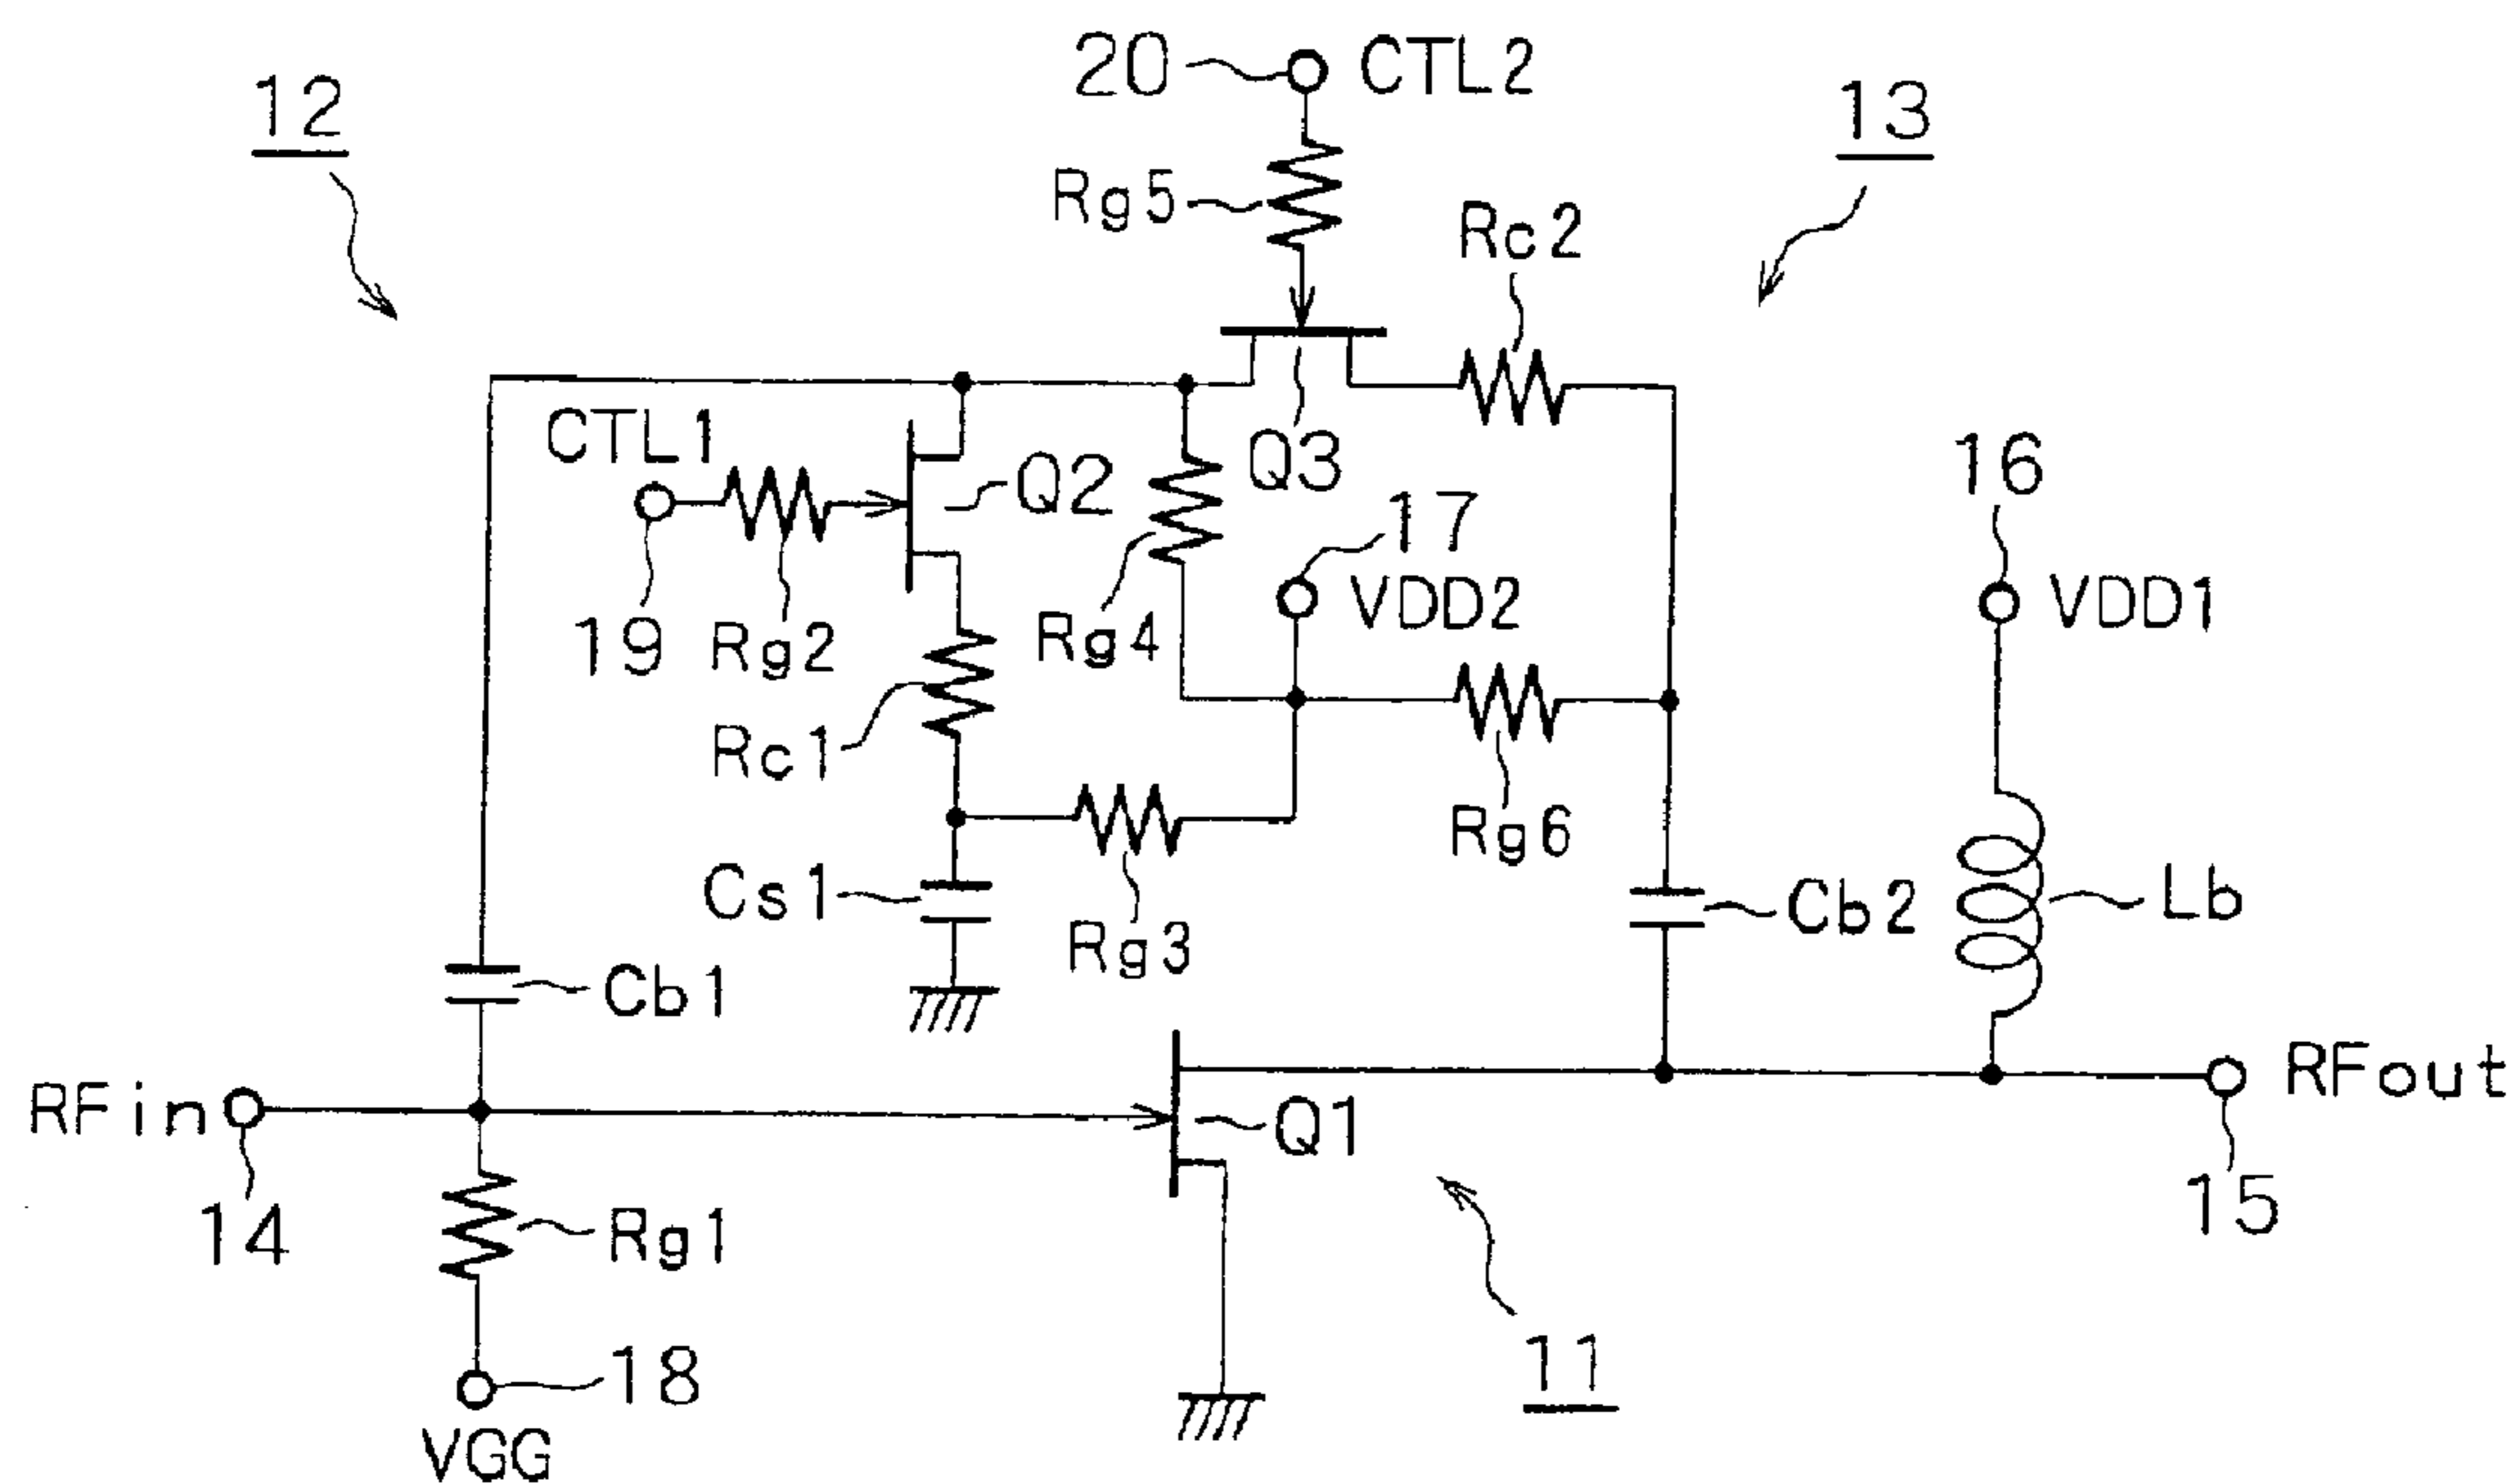 20 CTL2
12
13
Rg5
Rc2
CTL1
Q2
Q3
16
17
VDD2
VDD1
19
Rg2
Rg4
Rc1
Rg6
Cs1
Cb2
Lb
Rg3
Cb1
RFin
RFout
Q1
14
15
Rg1
11
18
VGG